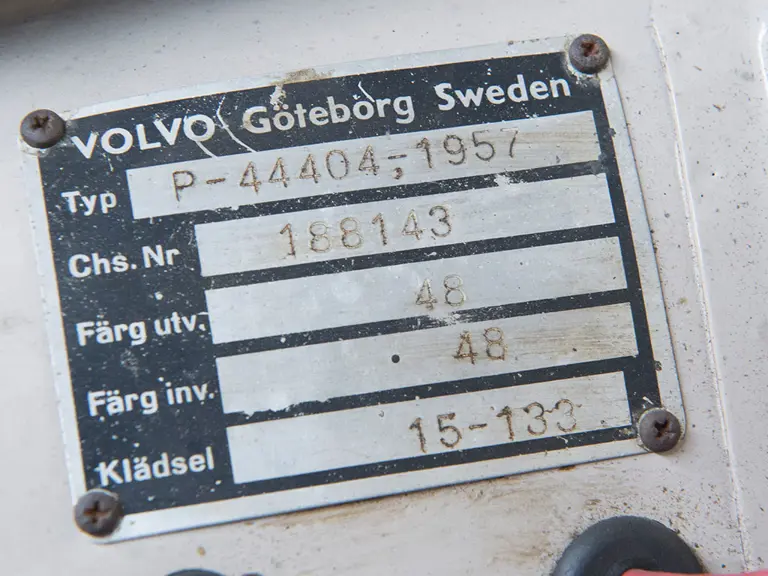 VOLVO Göteborg Sweden
Typ P-44404-,1957
Chs. Nr 188143
Färg utv. 48
Färg inv. 48
Klädsel 15-133